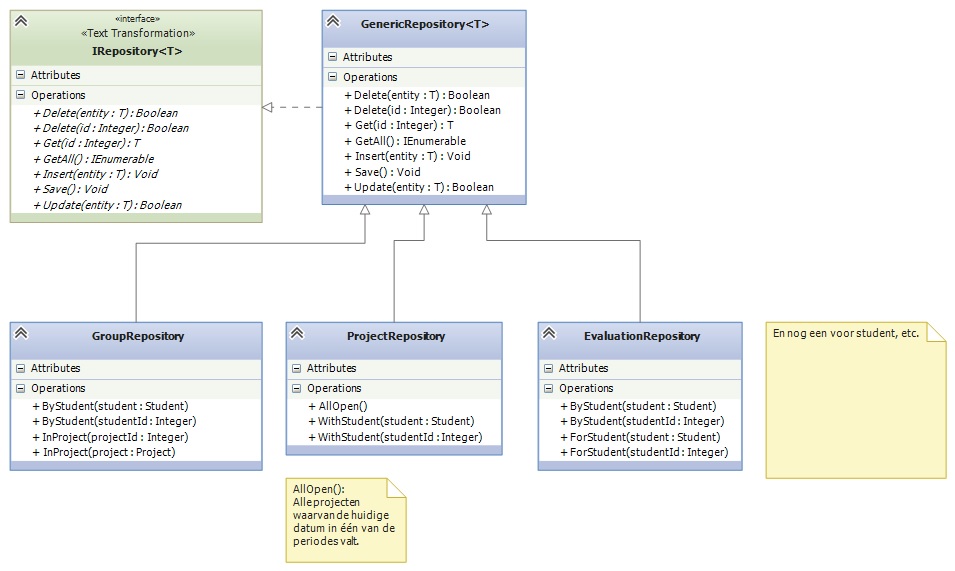 «interface»
«Text Transformation»
IRepository<T>
Attributes
Operations
+ Delete(entity : T) : Boolean
+ Delete(id : Integer) : Boolean
+ Get(id : Integer) : T
+ GetAll() : IEnumerable
+ Insert(entity : T) : Void
+ Save() : Void
+ Update(entity : T) : Boolean
GenericRepository<T>
Attributes
Operations
+ Delete(entity : T) : Boolean
+ Delete(id : Integer) : Boolean
+ Get(id : Integer) : T
+ GetAll() : IEnumerable
+ Insert(entity : T) : Void
+ Save() : Void
+ Update(entity : T) : Boolean
GroupRepository
Attributes
Operations
+ ByStudent(student : Student)
+ ByStudent(studentId : Integer)
+ InProject(projectId : Integer)
+ InProject(project : Project)
ProjectRepository
Attributes
Operations
+ AllOpen()
+ WithStudent(student : Student)
+ WithStudent(studentId : Integer)
EvaluationRepository
Attributes
Operations
+ ByStudent(student : Student)
+ ByStudent(studentId : Integer)
+ ForStudent(student : Student)
+ ForStudent(studentId : Integer)
En nog een voor student, etc.
AllOpen():
Alle projecten
waarvan de huidige
datum in één van de
periodes valt.